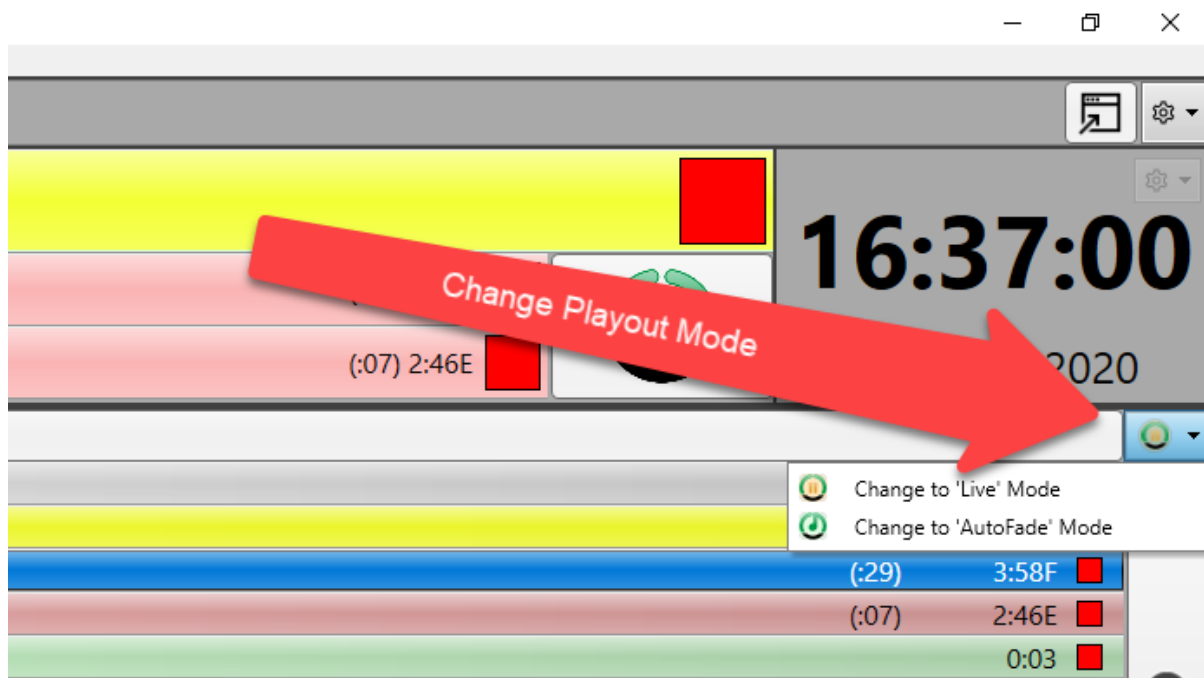 16:37:00
Change Playout Mode
(:07) 2:46E
2020
Change to 'Live' Mode
Change to 'AutoFade' Mode
(:29) 3:58F
(:07) 2:46E
0:03